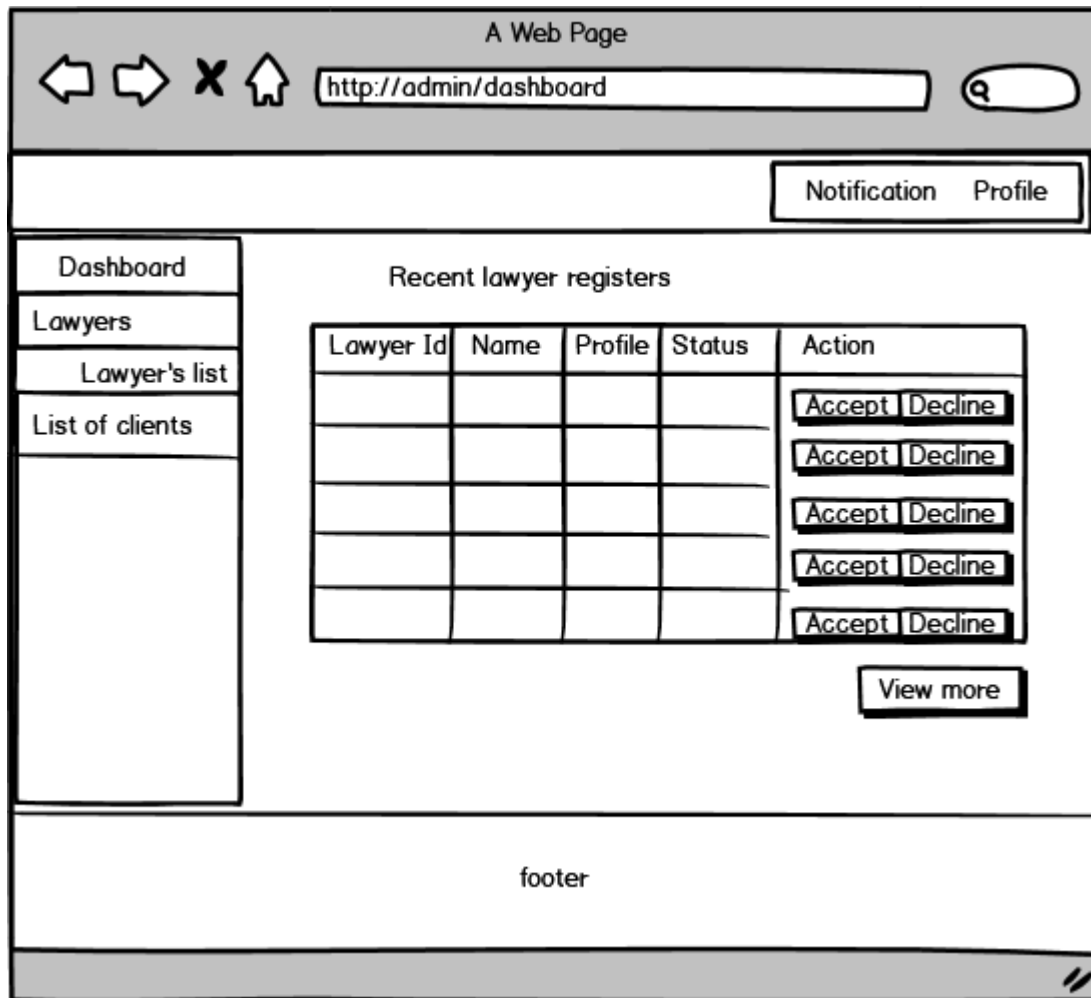 A Web Page
http://admin/dashboard
Notification Profile
Dashboard
Lawyers
Lawyer's list
List of clients
Recent lawyer registers
Lawyer Id Name Profile Status Action
Accept Decline
Accept Decline
Accept Decline
Accept Decline
Accept Decline
View more
footer